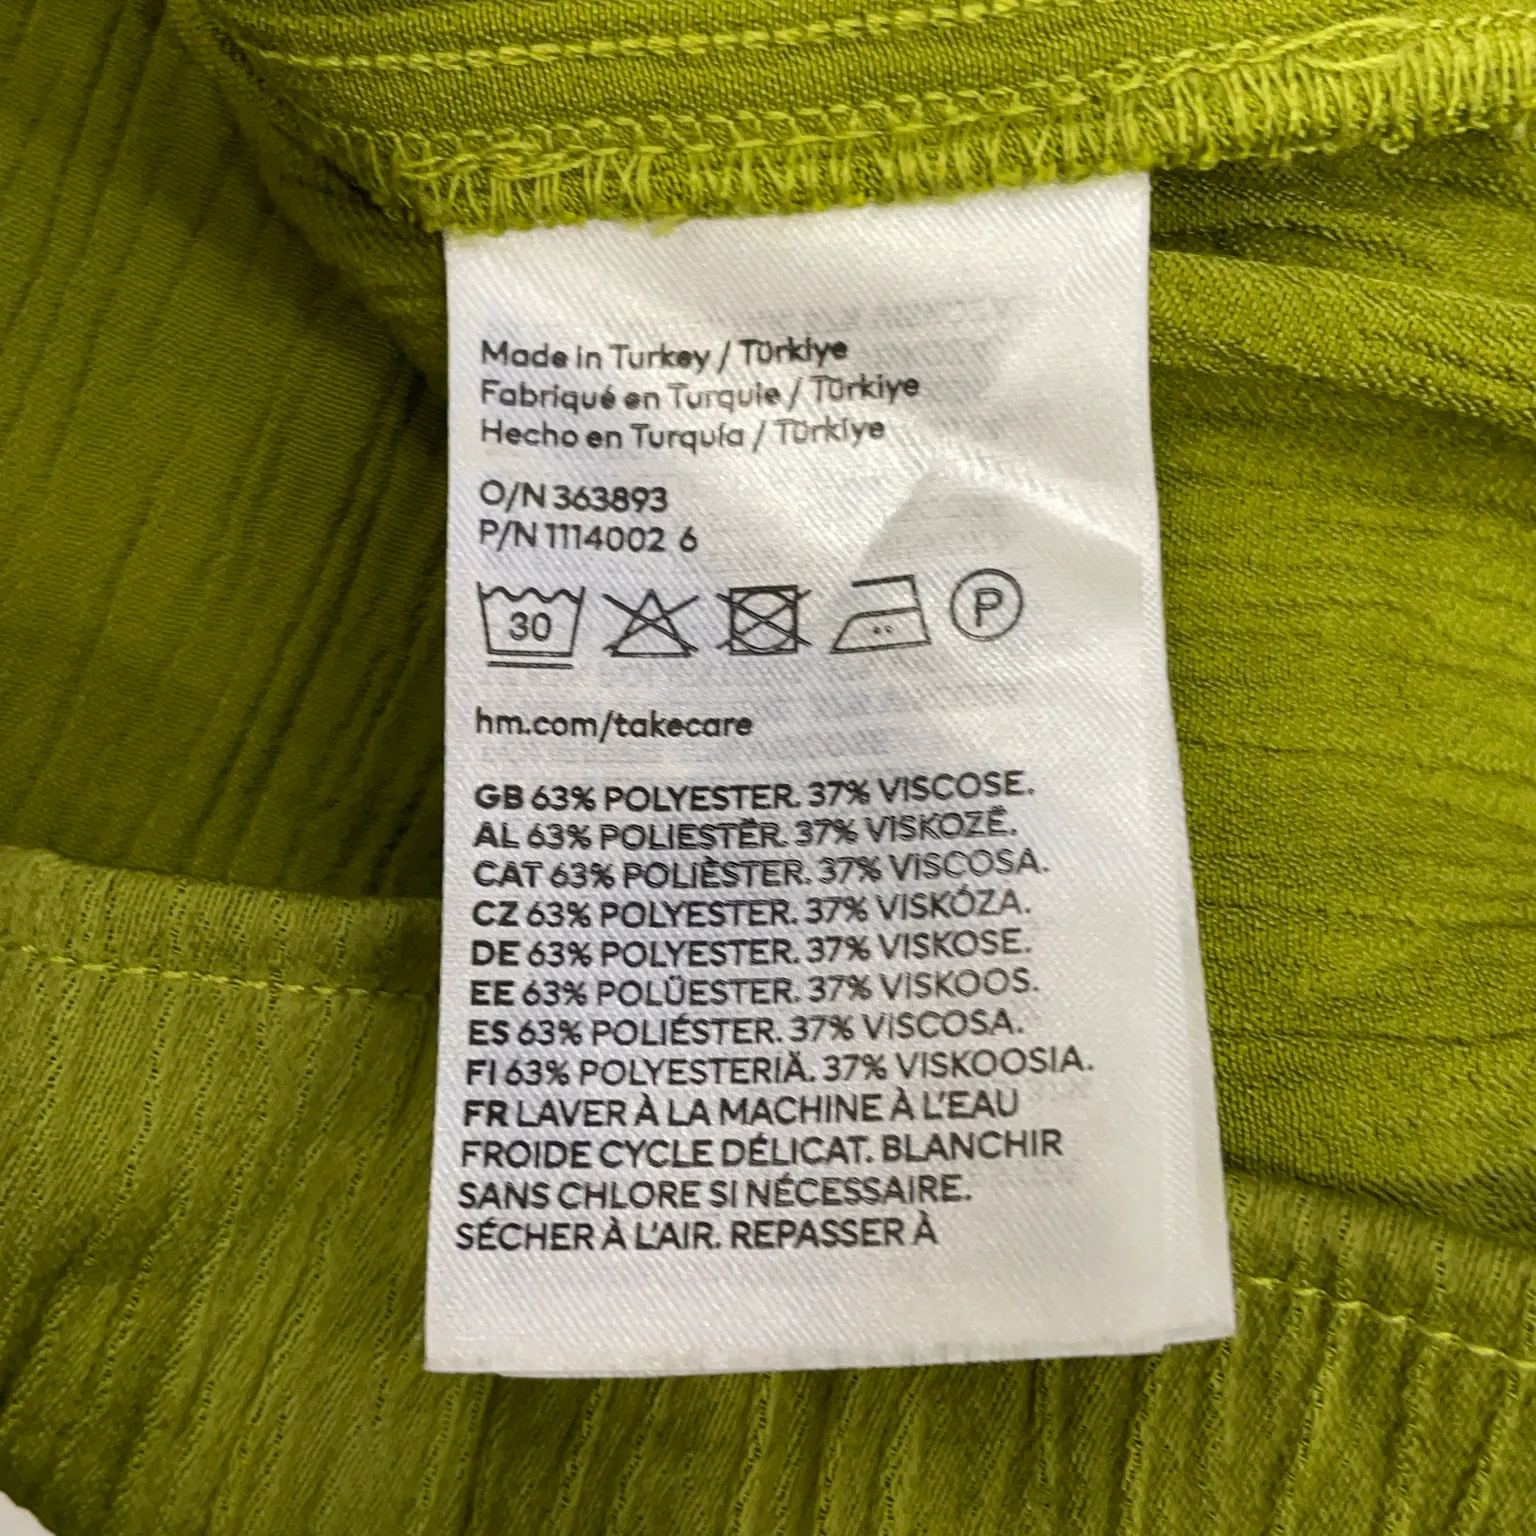 Made in Turkey / Türkiye
Fabriqué en Turquie / Türkiye
Hecho en Turquía / Türkiye
O/N 363893
P/N 1114002 6
30
P
hm.com/takecare
GB 63% POLYESTER. 37% VISCOSE.
AL 63% POLIESTËR. 37% VISKOZË.
CAT 63% POLIÈSTER. 37% VISCOSA.
CZ 63% POLYESTER. 37% VISKÓZA.
DE 63% POLYESTER. 37% VISKOSE.
EE 63% POLÜESTER. 37% VISKOOS.
ES 63% POLIÉSTER. 37% VISCOSA.
FI 63% POLYESTERIÄ. 37% VISKOOSIA.
FR LAVER À LA MACHINE À L'EAU
FROIDE CYCLE DÉLICAT. BLANCHIR
SANS CHLORE SI NÉCESSAIRE.
SÉCHER À L'AIR. REPASSER À